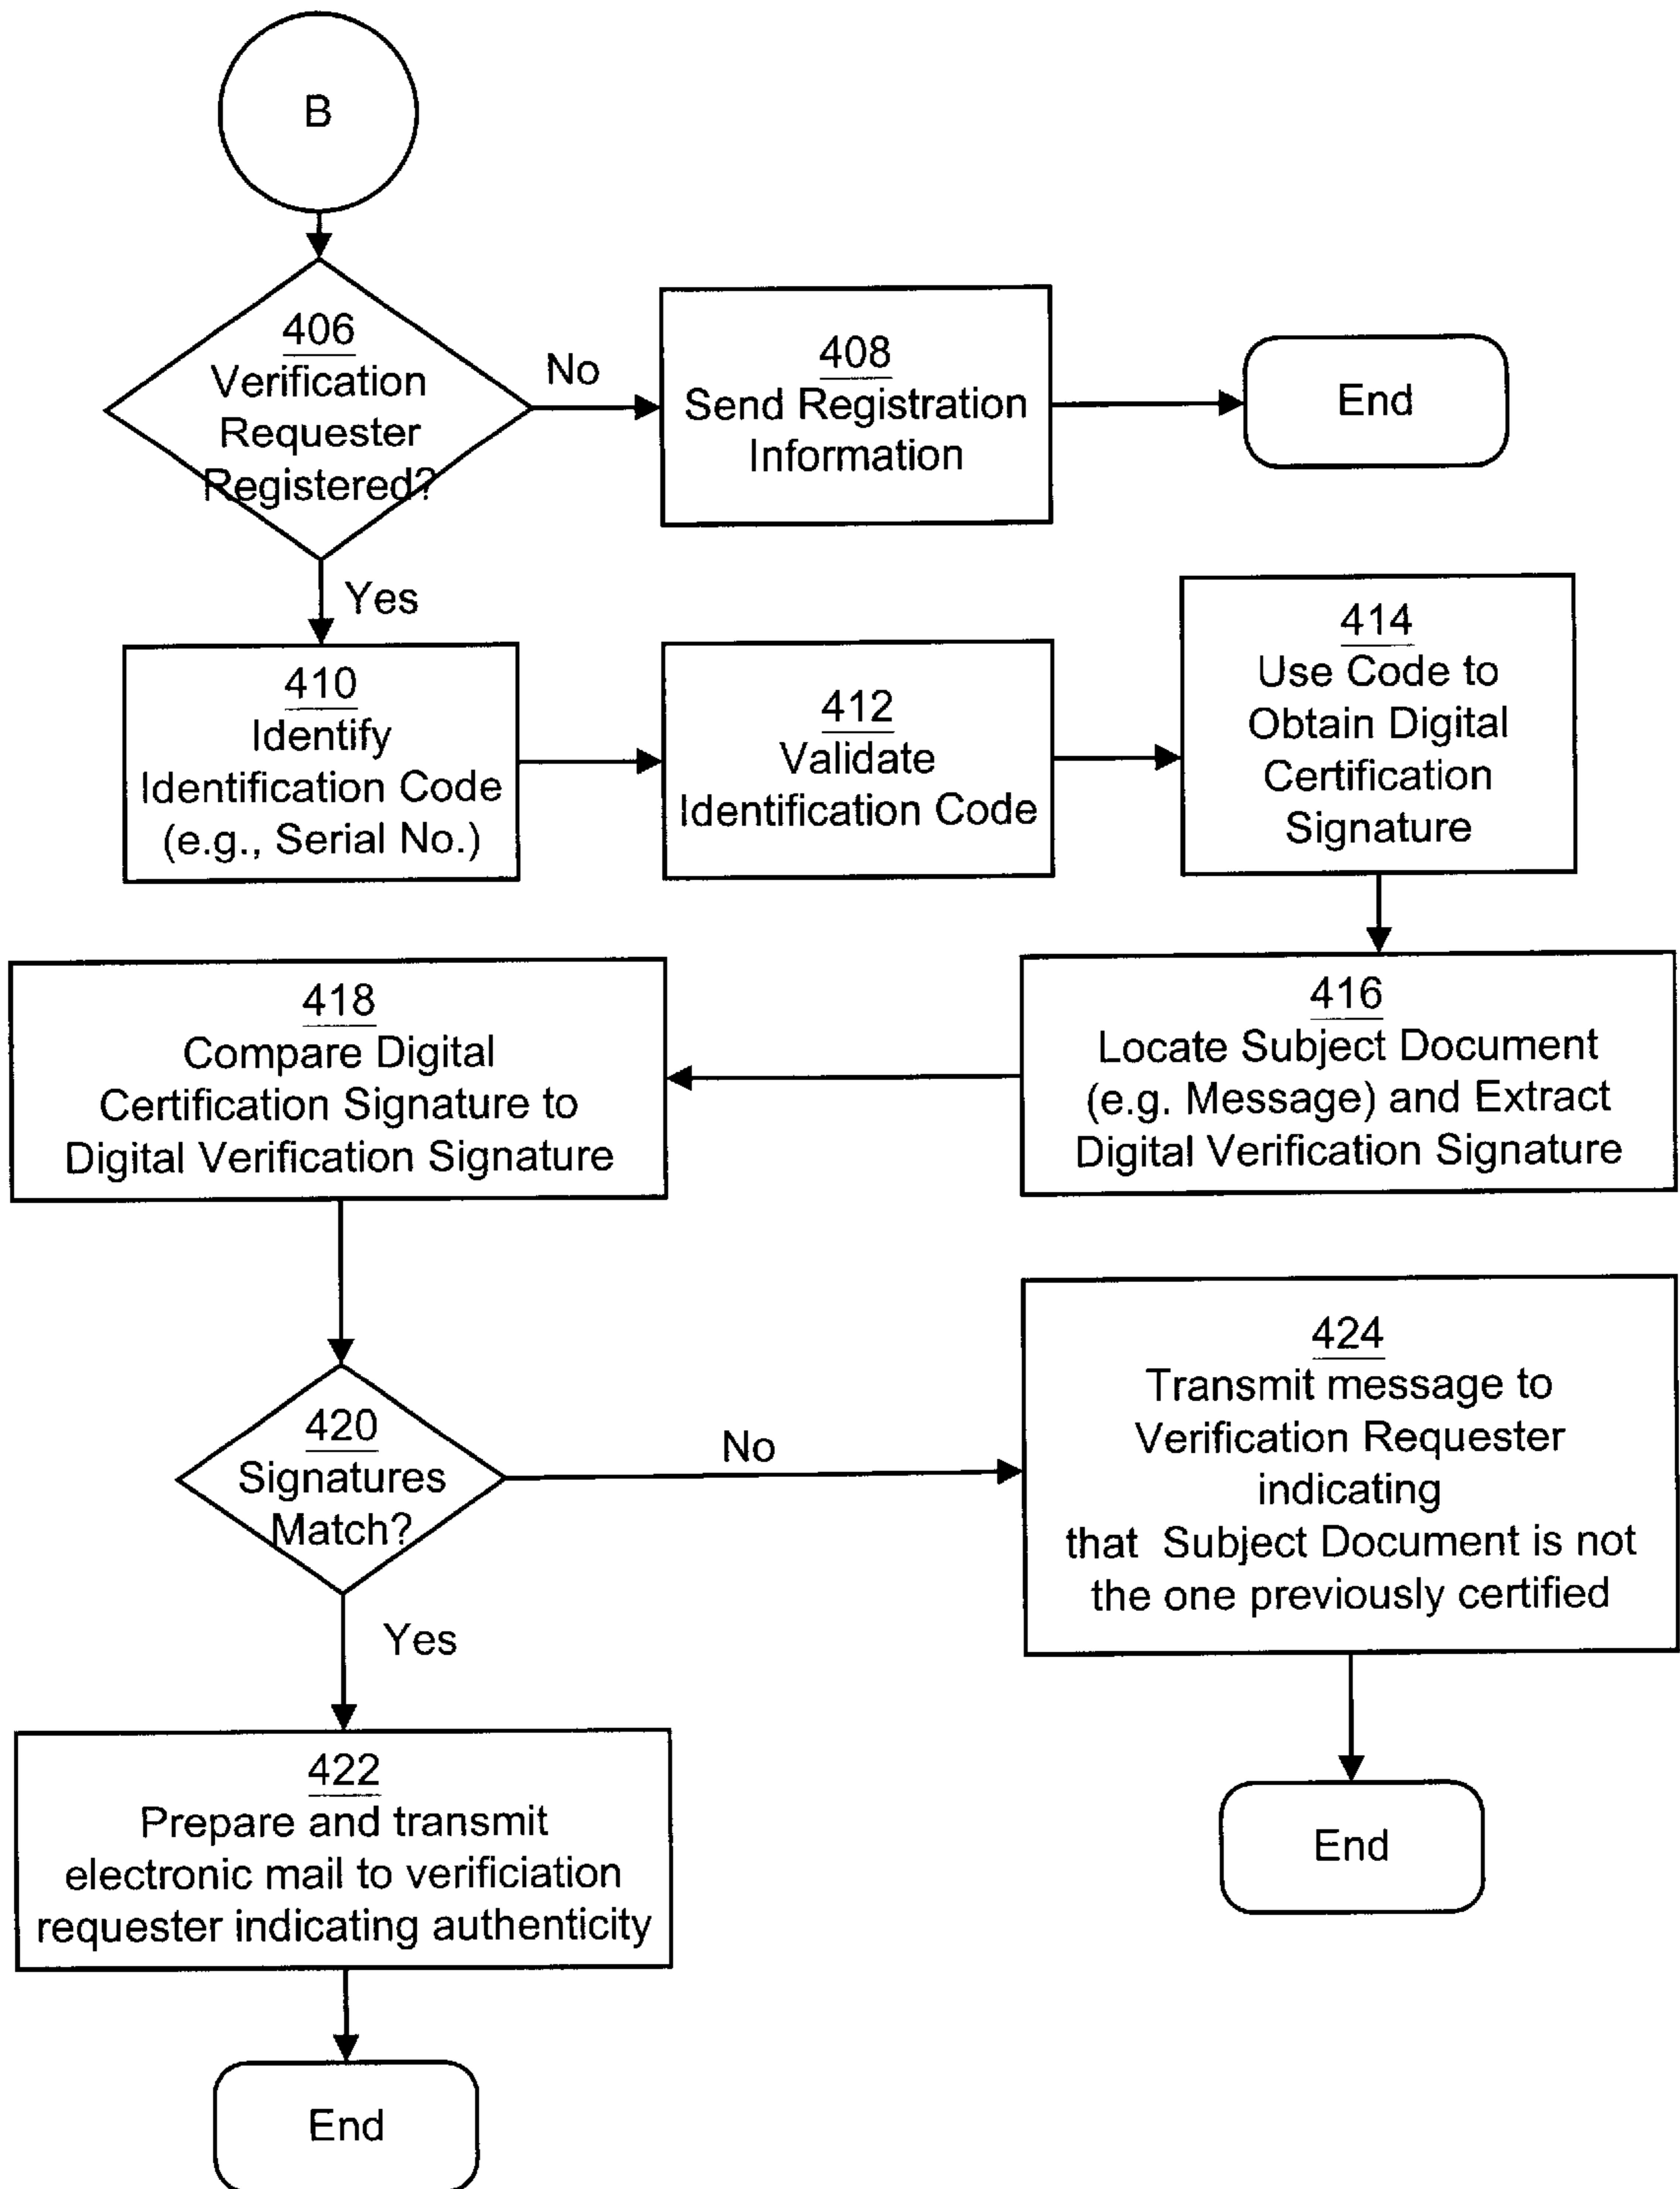 B
406
Verification
Requester
Registered?
No
408
Send Registration
Information
End
Yes
410
Identify
Identification Code
(e.g., Serial No.)
412
Validate
Identification Code
414
Use Code to
Obtain Digital
Certification
Signature
416
Locate Subject Document
(e.g. Message) and Extract
Digital Verification Signature
418
Compare Digital
Certification Signature to
Digital Verification Signature
420
Signatures
Match?
No
424
Transmit message to
Verification Requester
indicating
that Subject Document is not
the one previously certified
End
Yes
422
Prepare and transmit
electronic mail to verificiation
requester indicating authenticity
End